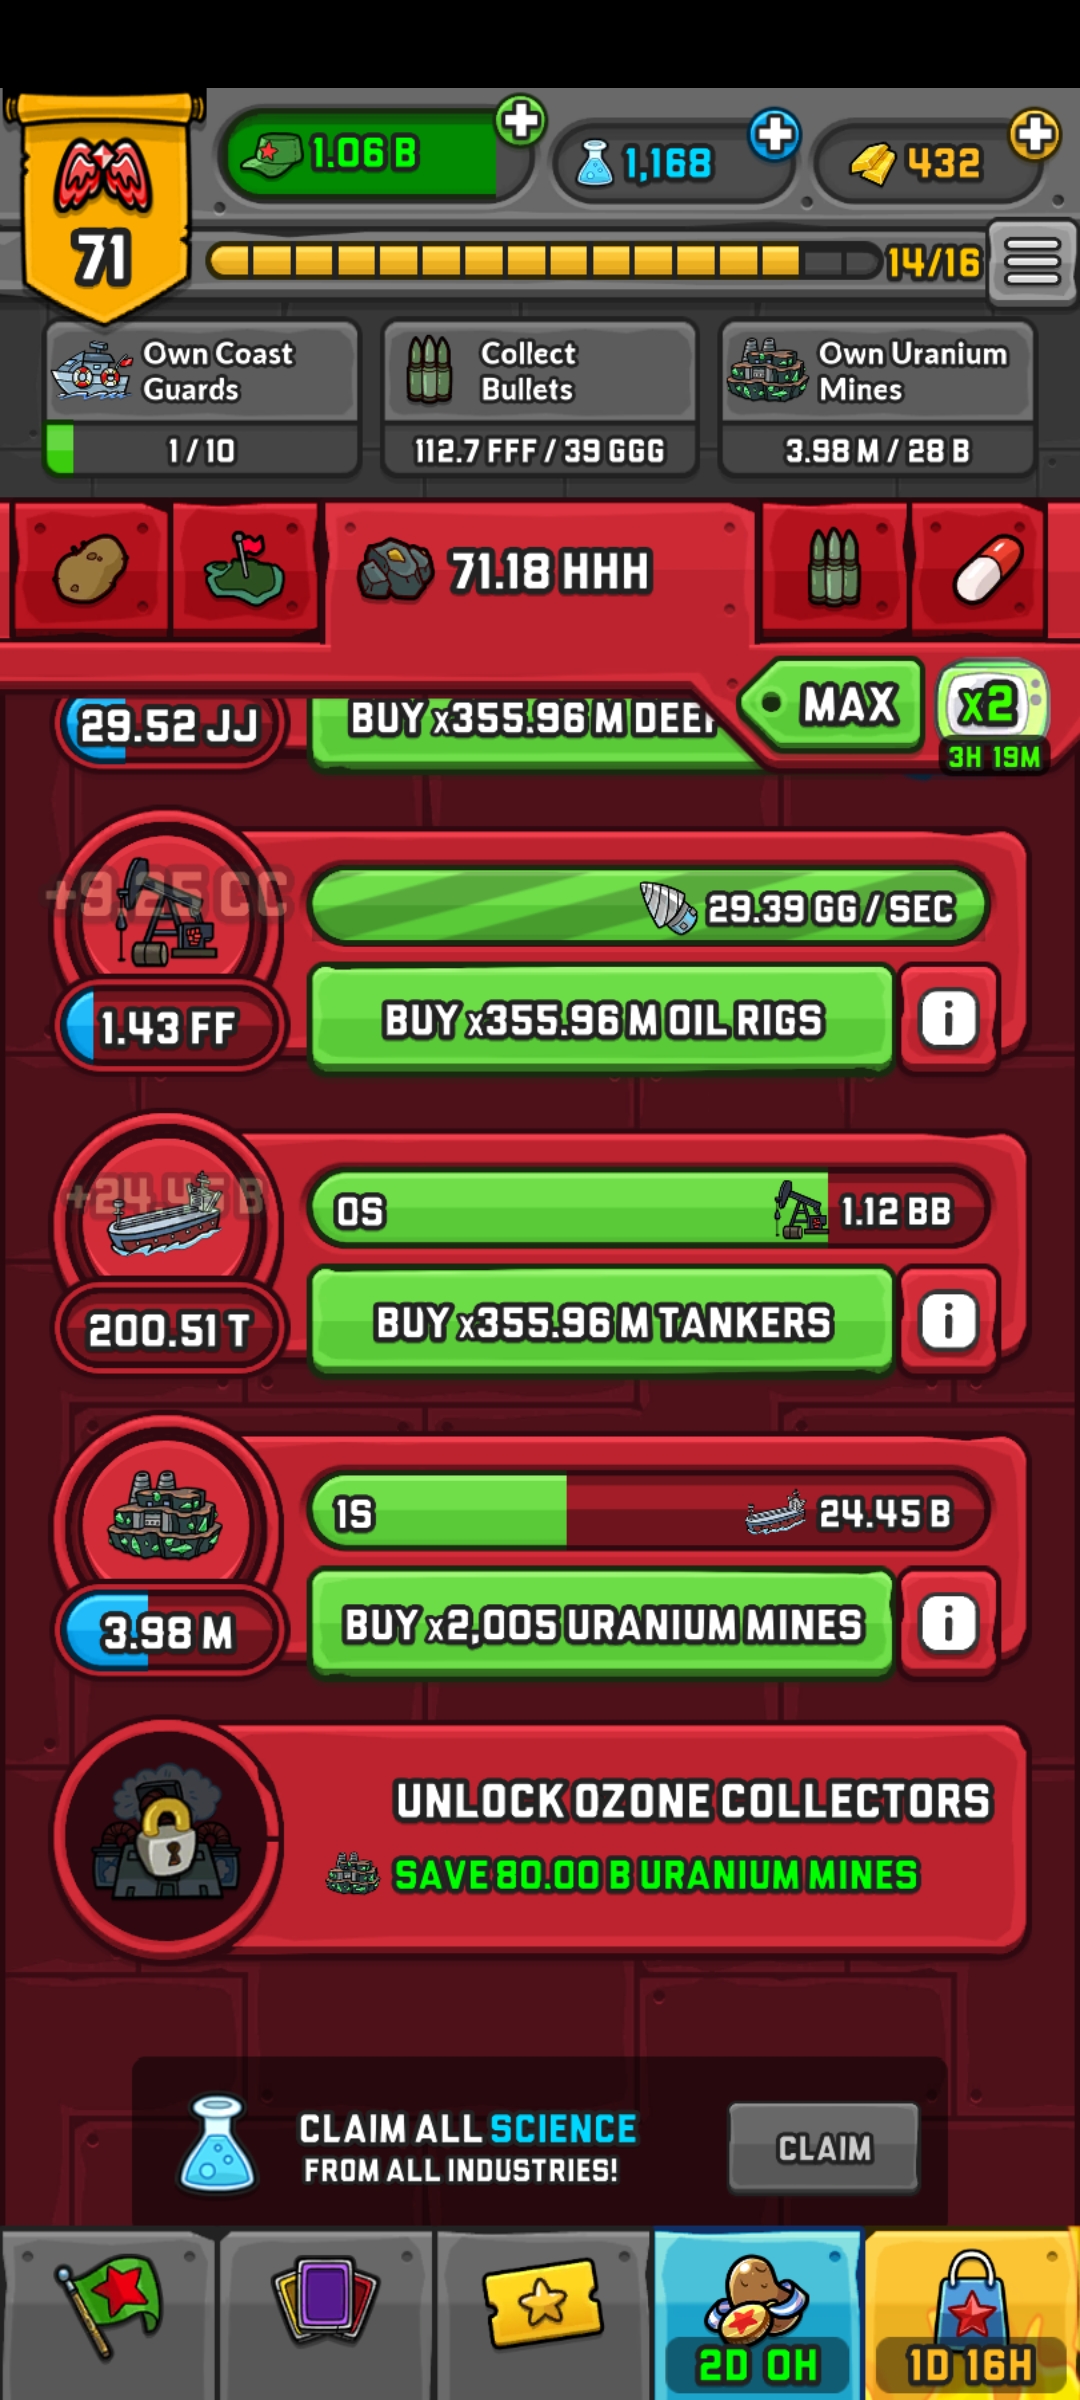 71
1.06 B
1,168
432
14/16
Own Coast
Guards
1 / 10
Collect
Bullets
112.7 FFF / 39 GGG
Own Uranium
Mines
3.98 M / 28 B
71.18 HHH
MAX
x2
3H 19M
29.52 JJ
BUY x355.96 M
+9.25 CC
29.39 GG / SEC
1.43 FF
BUY x355.96 M OIL RIGS
i
+24.45 B
0S
1.12 BB
200.51 T
BUY x355.96 M TANKERS
i
1S
24.45 B
3.98 M
BUY x2,005 URANIUM MINES
i
UNLOCK OZONE COLLECTORS
SAVE 80.00 B URANIUM MINES
CLAIM ALL SCIENCE
FROM ALL INDUSTRIES!
CLAIM
2D 0H
1D 16H